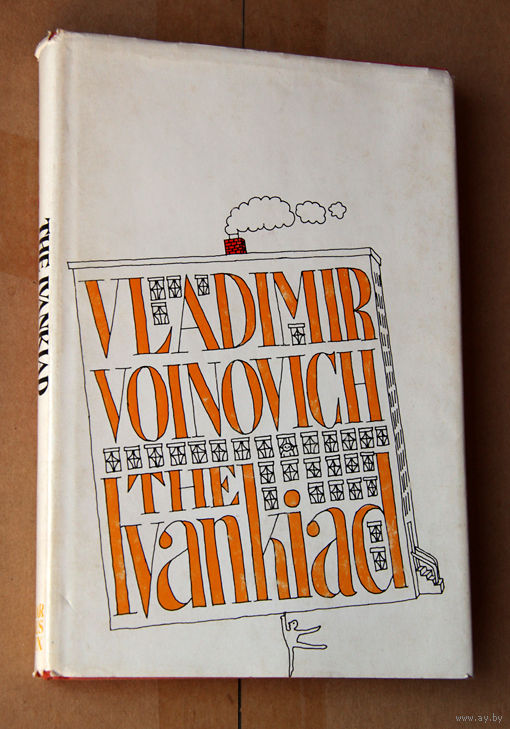 VLADIMIR
VOINOVICH
THE
Ivankiad
THE IVANKIAD
www.ay.by